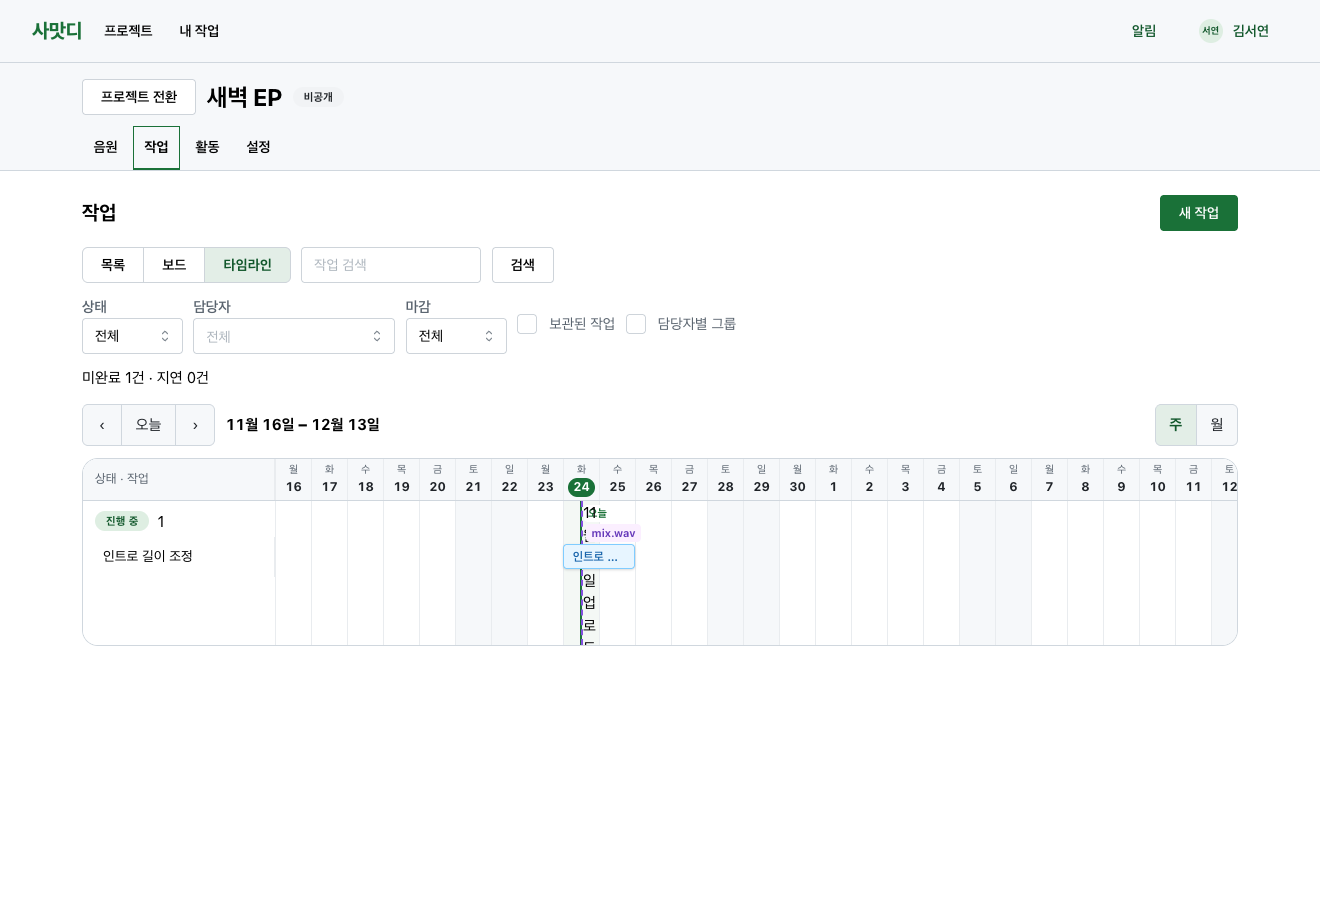 사맛디 프로젝트 내 작업 알림 서연 김서연
프로젝트 전환 새벽 EP 비공개
음원 작업 활동 설정
작업 새 작업
목록 보드 타임라인 작업 검색 검색
상태 담당자 마감
전체 전체 전체 보관된 작업 담당자별 그룹
미완료 1건 · 지연 0건
‹ 오늘 › 11월 16일 – 12월 13일 주 월
상태 · 작업 월 화 수 목 금 토 일 월 화 수 목 금 토 일 월 화 수 목 금 토 일 월 화 수 목 금 토
16 17 18 19 20 21 22 23 24 25 26 27 28 29 30 1 2 3 4 5 6 7 8 9 10 11 12
진행 중 1 11 오늘
mix.wav
인트로 길이 조정 인트로 ...
일
업
로